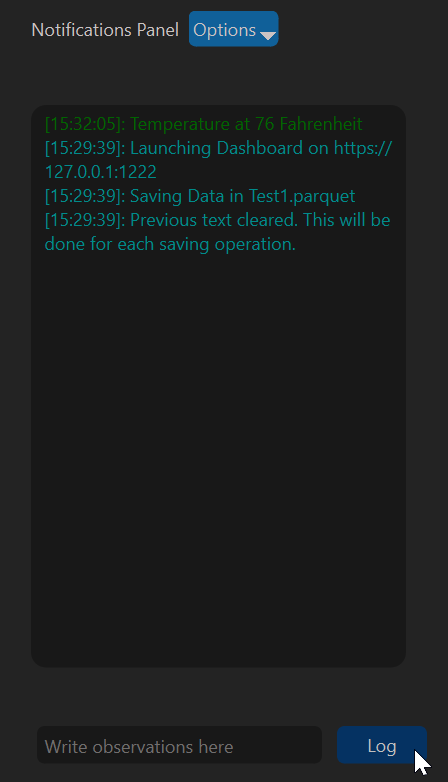 Notifications Panel Options
[15:32:05]: Temperature at 76 Fahrenheit
[15:29:39]: Launching Dashboard on https://
127.0.0.1:1222
[15:29:39]: Saving Data in Test1.parquet
[15:29:39]: Previous text cleared. This will be
done for each saving operation.
Write observations here Log